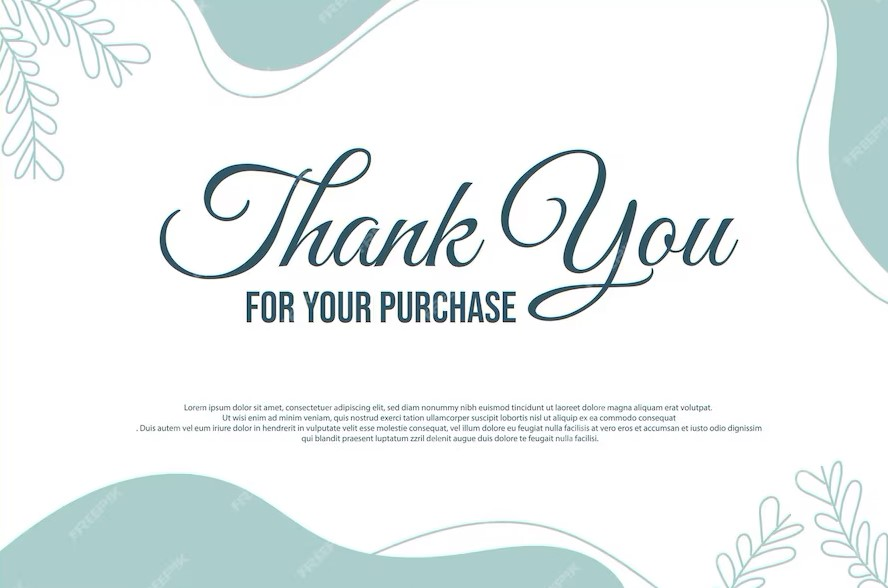 Thank You
FOR YOUR PURCHASE
Lorem ipsum dolor sit amet, consectetuer adipiscing elit, sed diam nonummy nibh euismod tincidunt ut laoreet dolore magna aliquam erat volutpat.
Ut wisi enim ad minim veniam, quis nostrud exerci tation ullamcorper suscipit lobortis nisl ut aliquip ex ea commodo consequat
. Duis autem vel eum iriure dolor in hendrerit in vulputate velit esse molestie consequat, vel illum dolore eu feugiat nulla facilisis at vero eros et accumsan et iusto odio dignissim
qui blandit praesent luptatum zzril delenit augue duis dolore te feugait nulla facilisi.
FREEPIK
FREEPIK
FREEPIK
FREEPIK